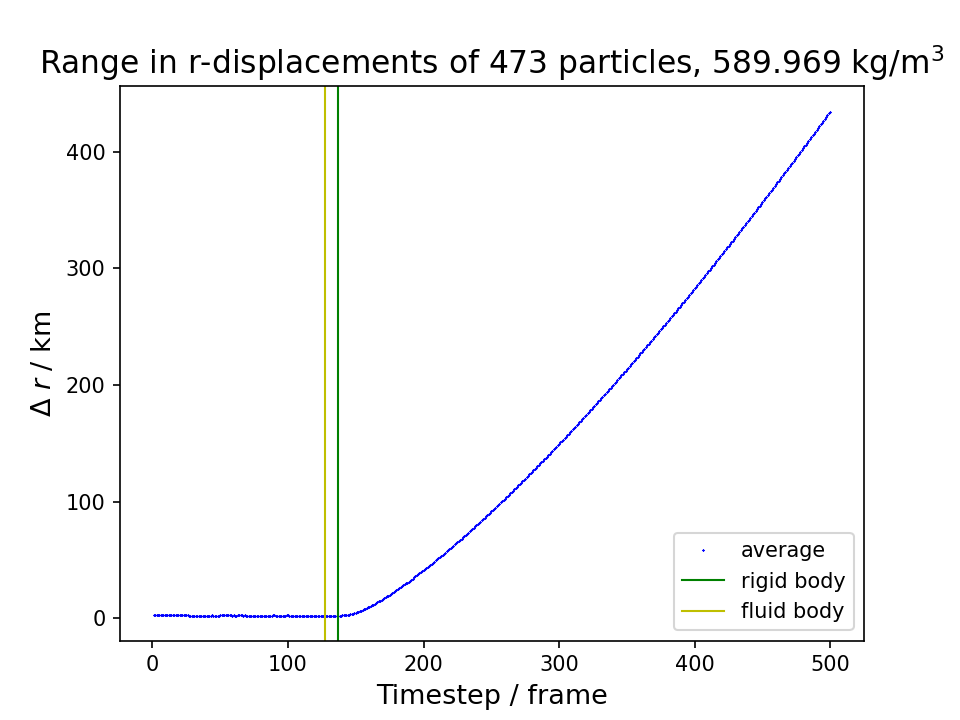 Range in r-displacements of 473 particles, 589.969 kg/m³
400
300
200
100
0
Δ r / km
0 100 200 300 400 500
Timestep / frame
average
rigid body
fluid body